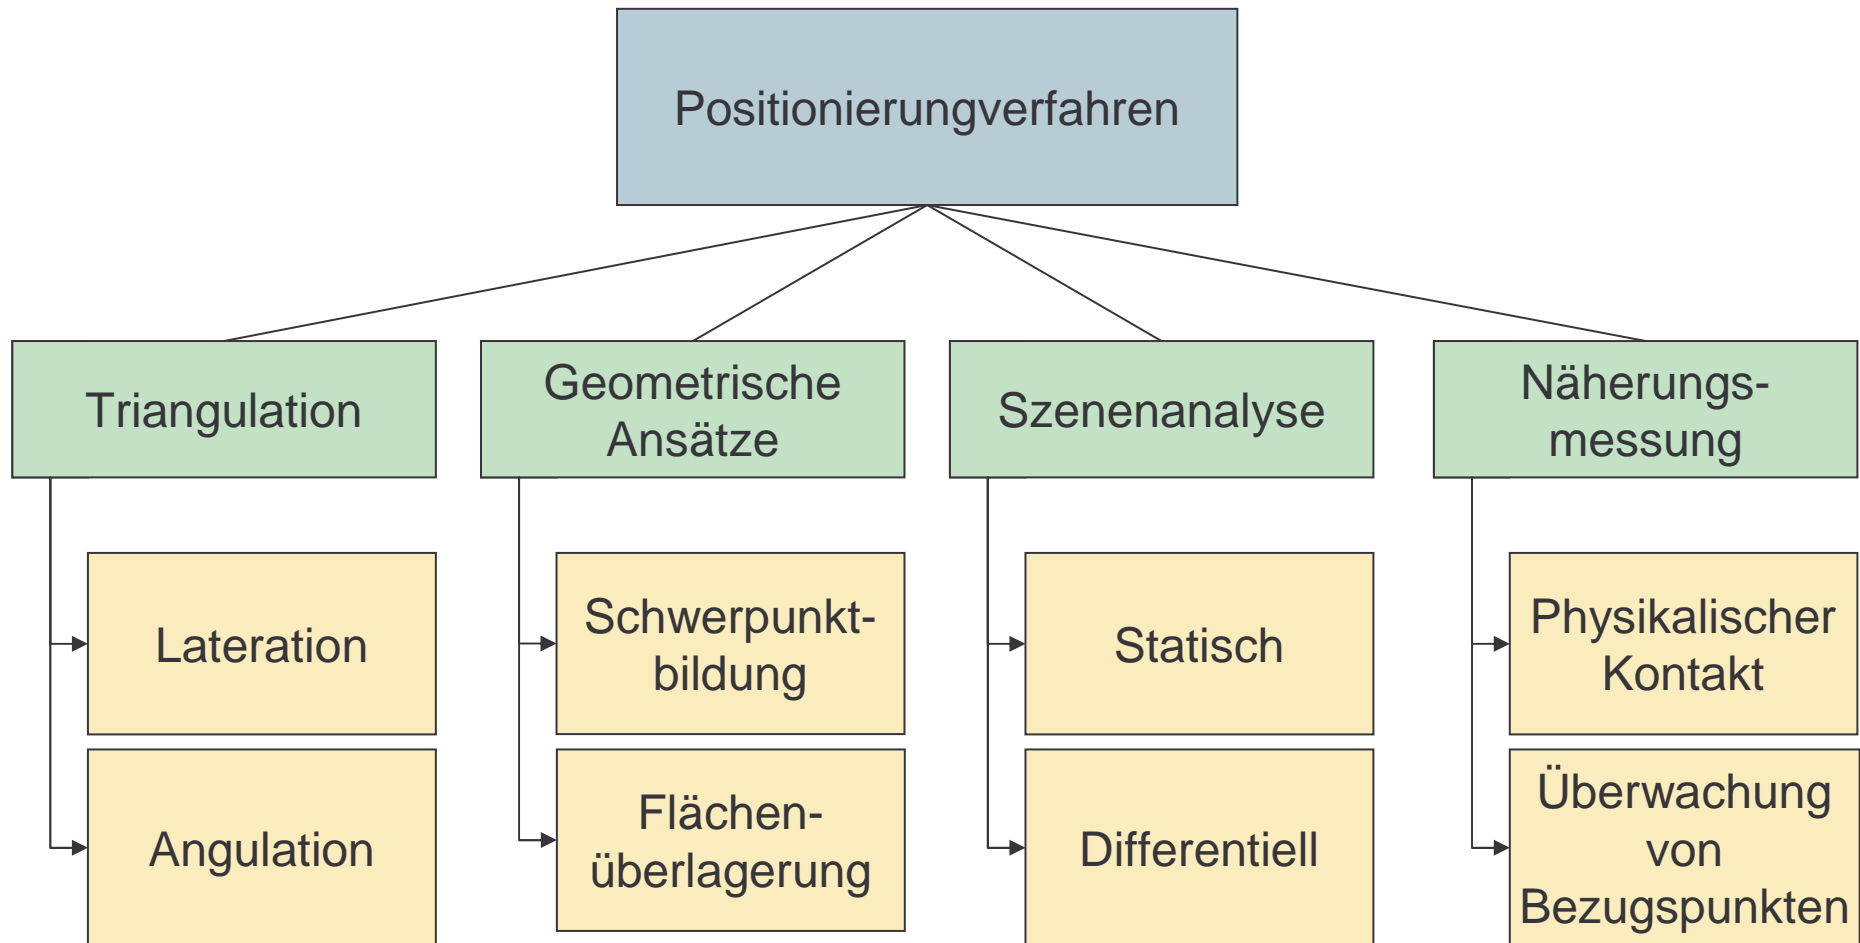 Positionierungverfahren
Triangulation
Geometrische
Ansätze
Szenenanalyse
Näherungs-
messung
Lateration
Schwerpunkt-
bildung
Statisch
Physikalischer
Kontakt
Angulation
Flächen-
überlagerung
Differentiell
Überwachung
von
Bezugspunkten